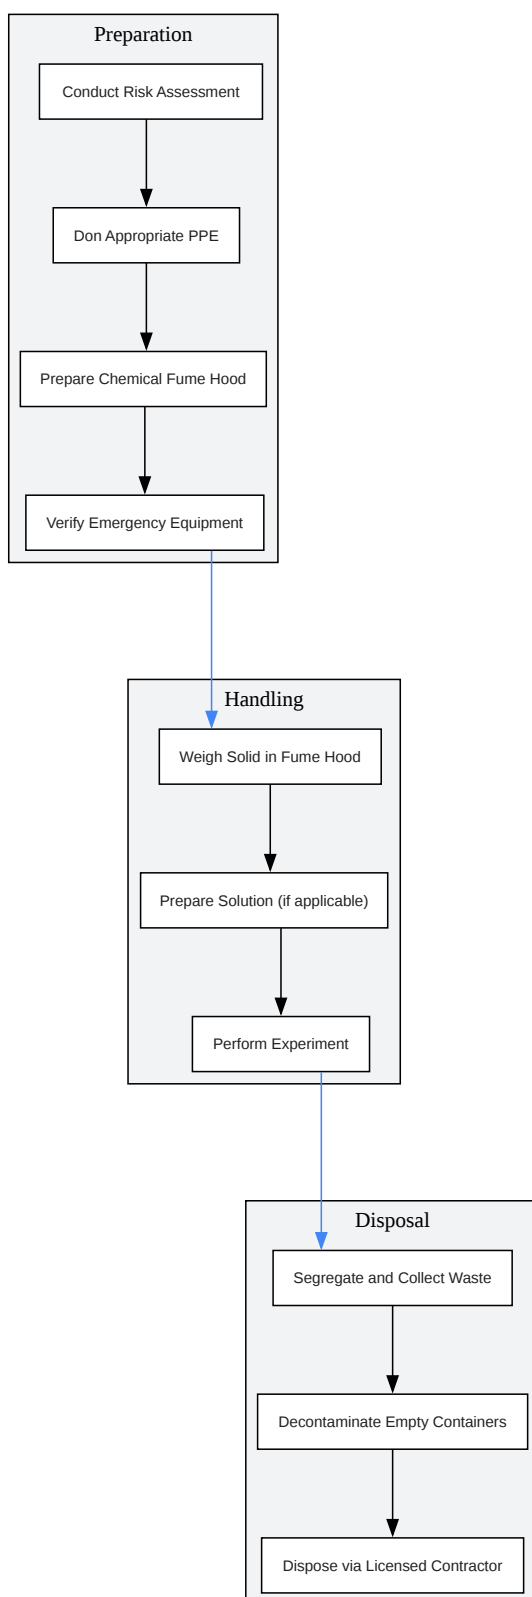 Preparation
Conduct Risk Assessment
Don Appropriate PPE
Prepare Chemical Fume Hood
Verify Emergency Equipment
Handling
Weigh Solid in Fume Hood
Prepare Solution (if applicable)
Perform Experiment
Disposal
Segregate and Collect Waste
Decontaminate Empty Containers
Dispose via Licensed Contractor